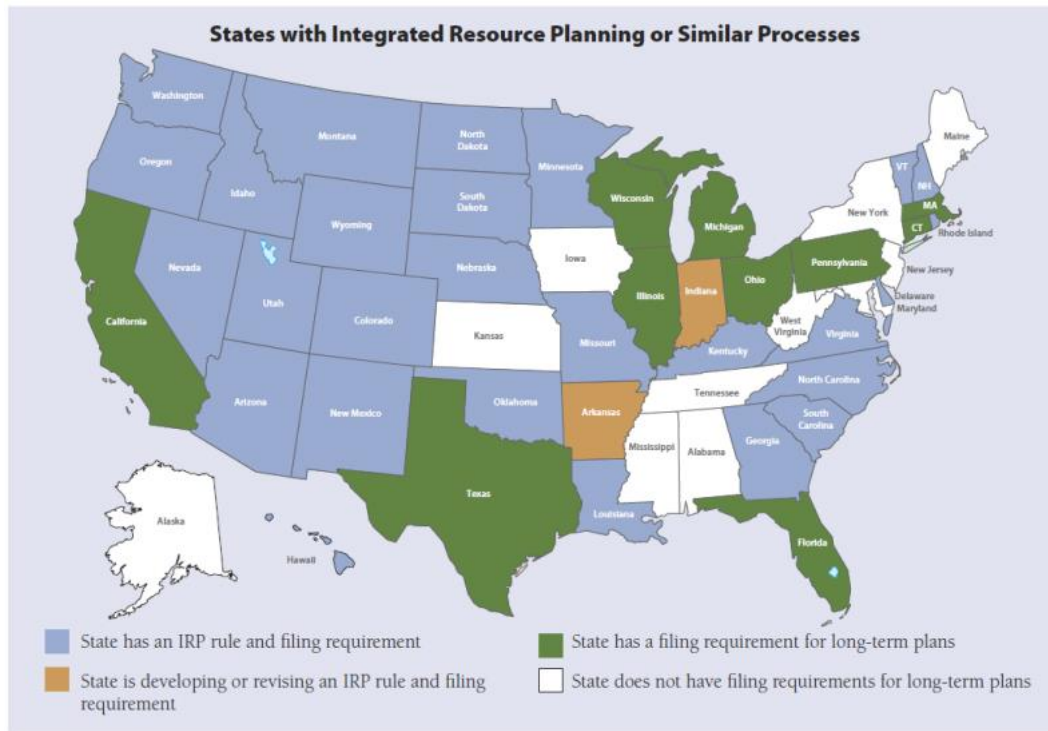 States with Integrated Resource Planning or Similar Processes
Washington
Montana
North
Dakota
Minnesota
Maine
Oregon
Idaho
South
Dakota
Wisconsin
VT
NH
Wyoming
Michigan
New York
MA
CT
Rhode Island
Nevada
Nebraska
Iowa
Pennsylvania
New Jersey
Utah
Illinois
Indiana
Ohio
Delaware
Maryland
California
Colorado
Kansas
Missouri
West
Virginia
Virginia
Kentucky
Arizona
New Mexico
Oklahoma
Arkansas
Tennessee
North Carolina
South
Carolina
Mississippi
Alabama
Georgia
Texas
Louisiana
Alaska
Florida
Hawaii
State has an IRP rule and filing requirement
State is developing or revising an IRP rule and filing
requirement
State has a filing requirement for long-term plans
State does not have filing requirements for long-term plans